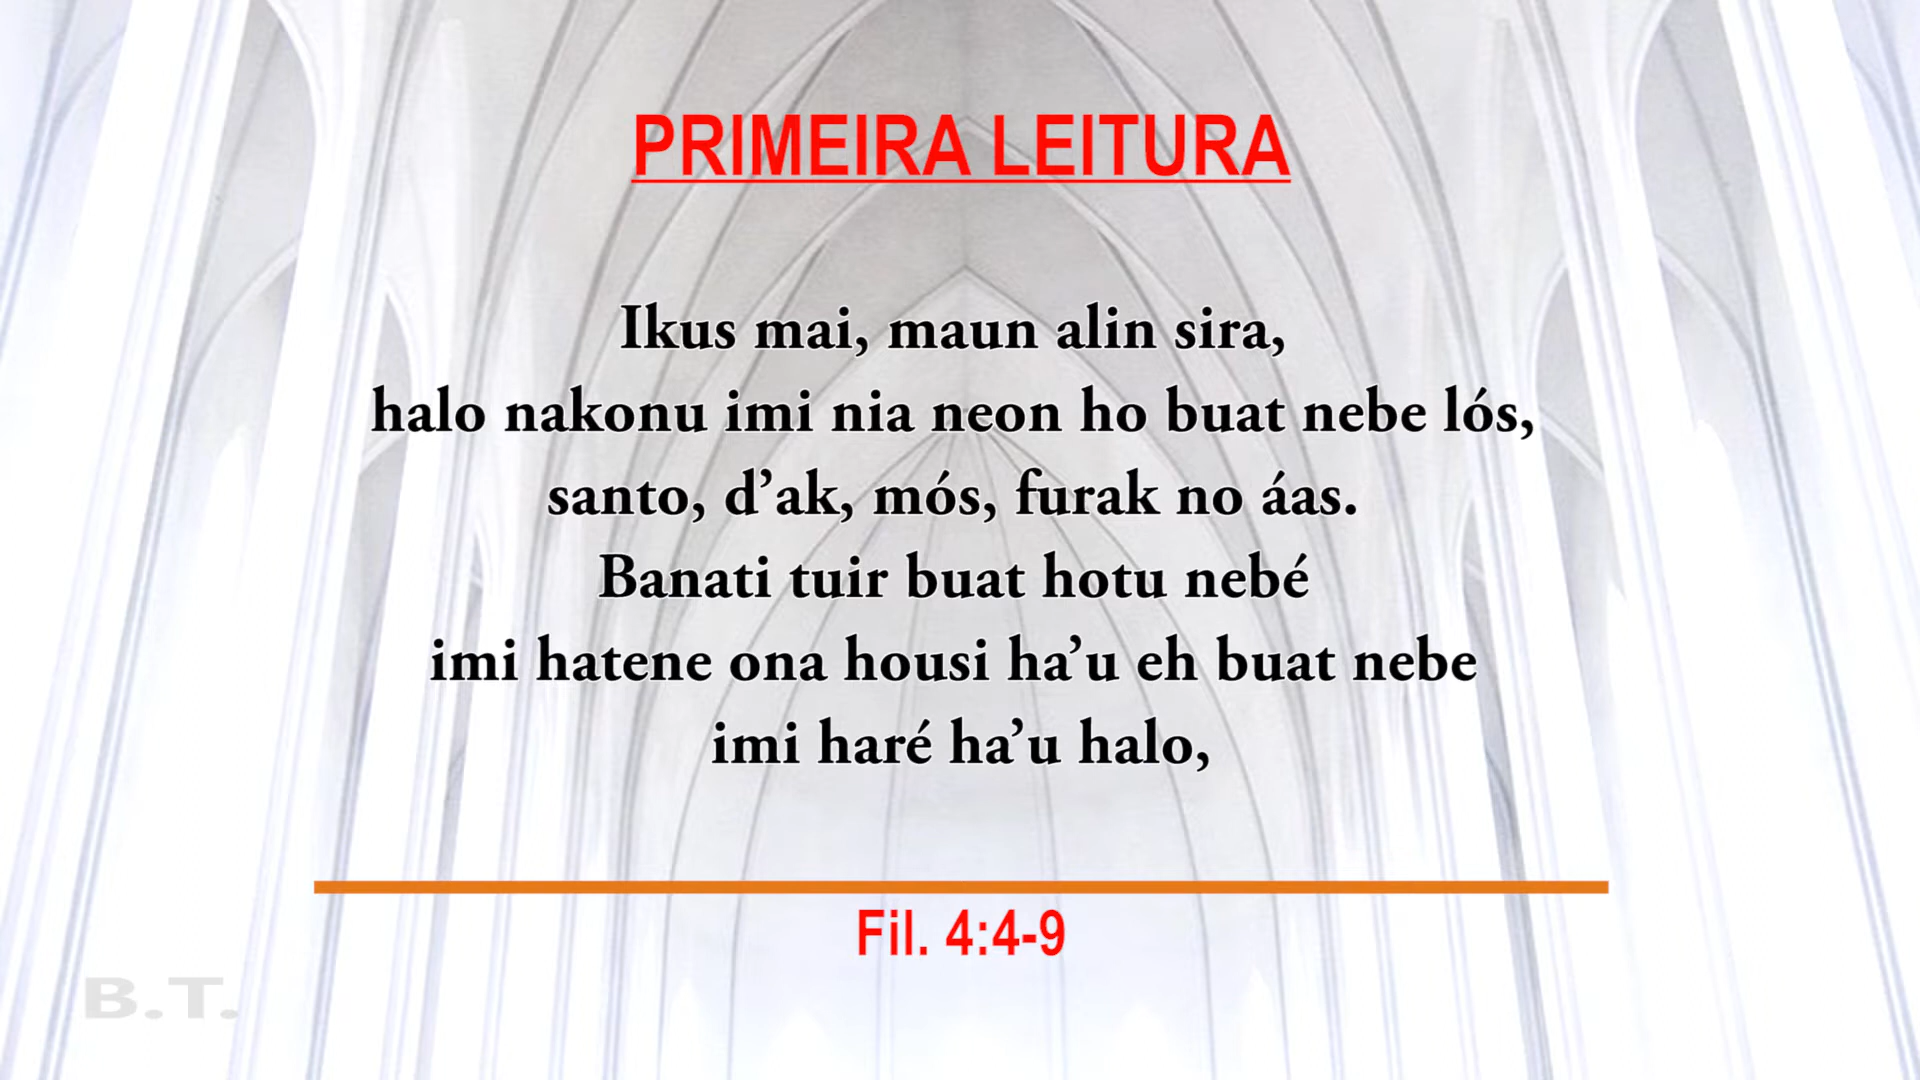 PRIMEIRA LEITURA
Ikus mai, maun alin sira,
halo nakonu imi nia neon ho buat nebe lós,
santo, d’ak, mós, furak no áas.
Banati tuir buat hotu nebé
imi hatene ona housi ha’u eh buat nebe
imi haré ha’u halo,
Fil. 4:4-9
B.T.